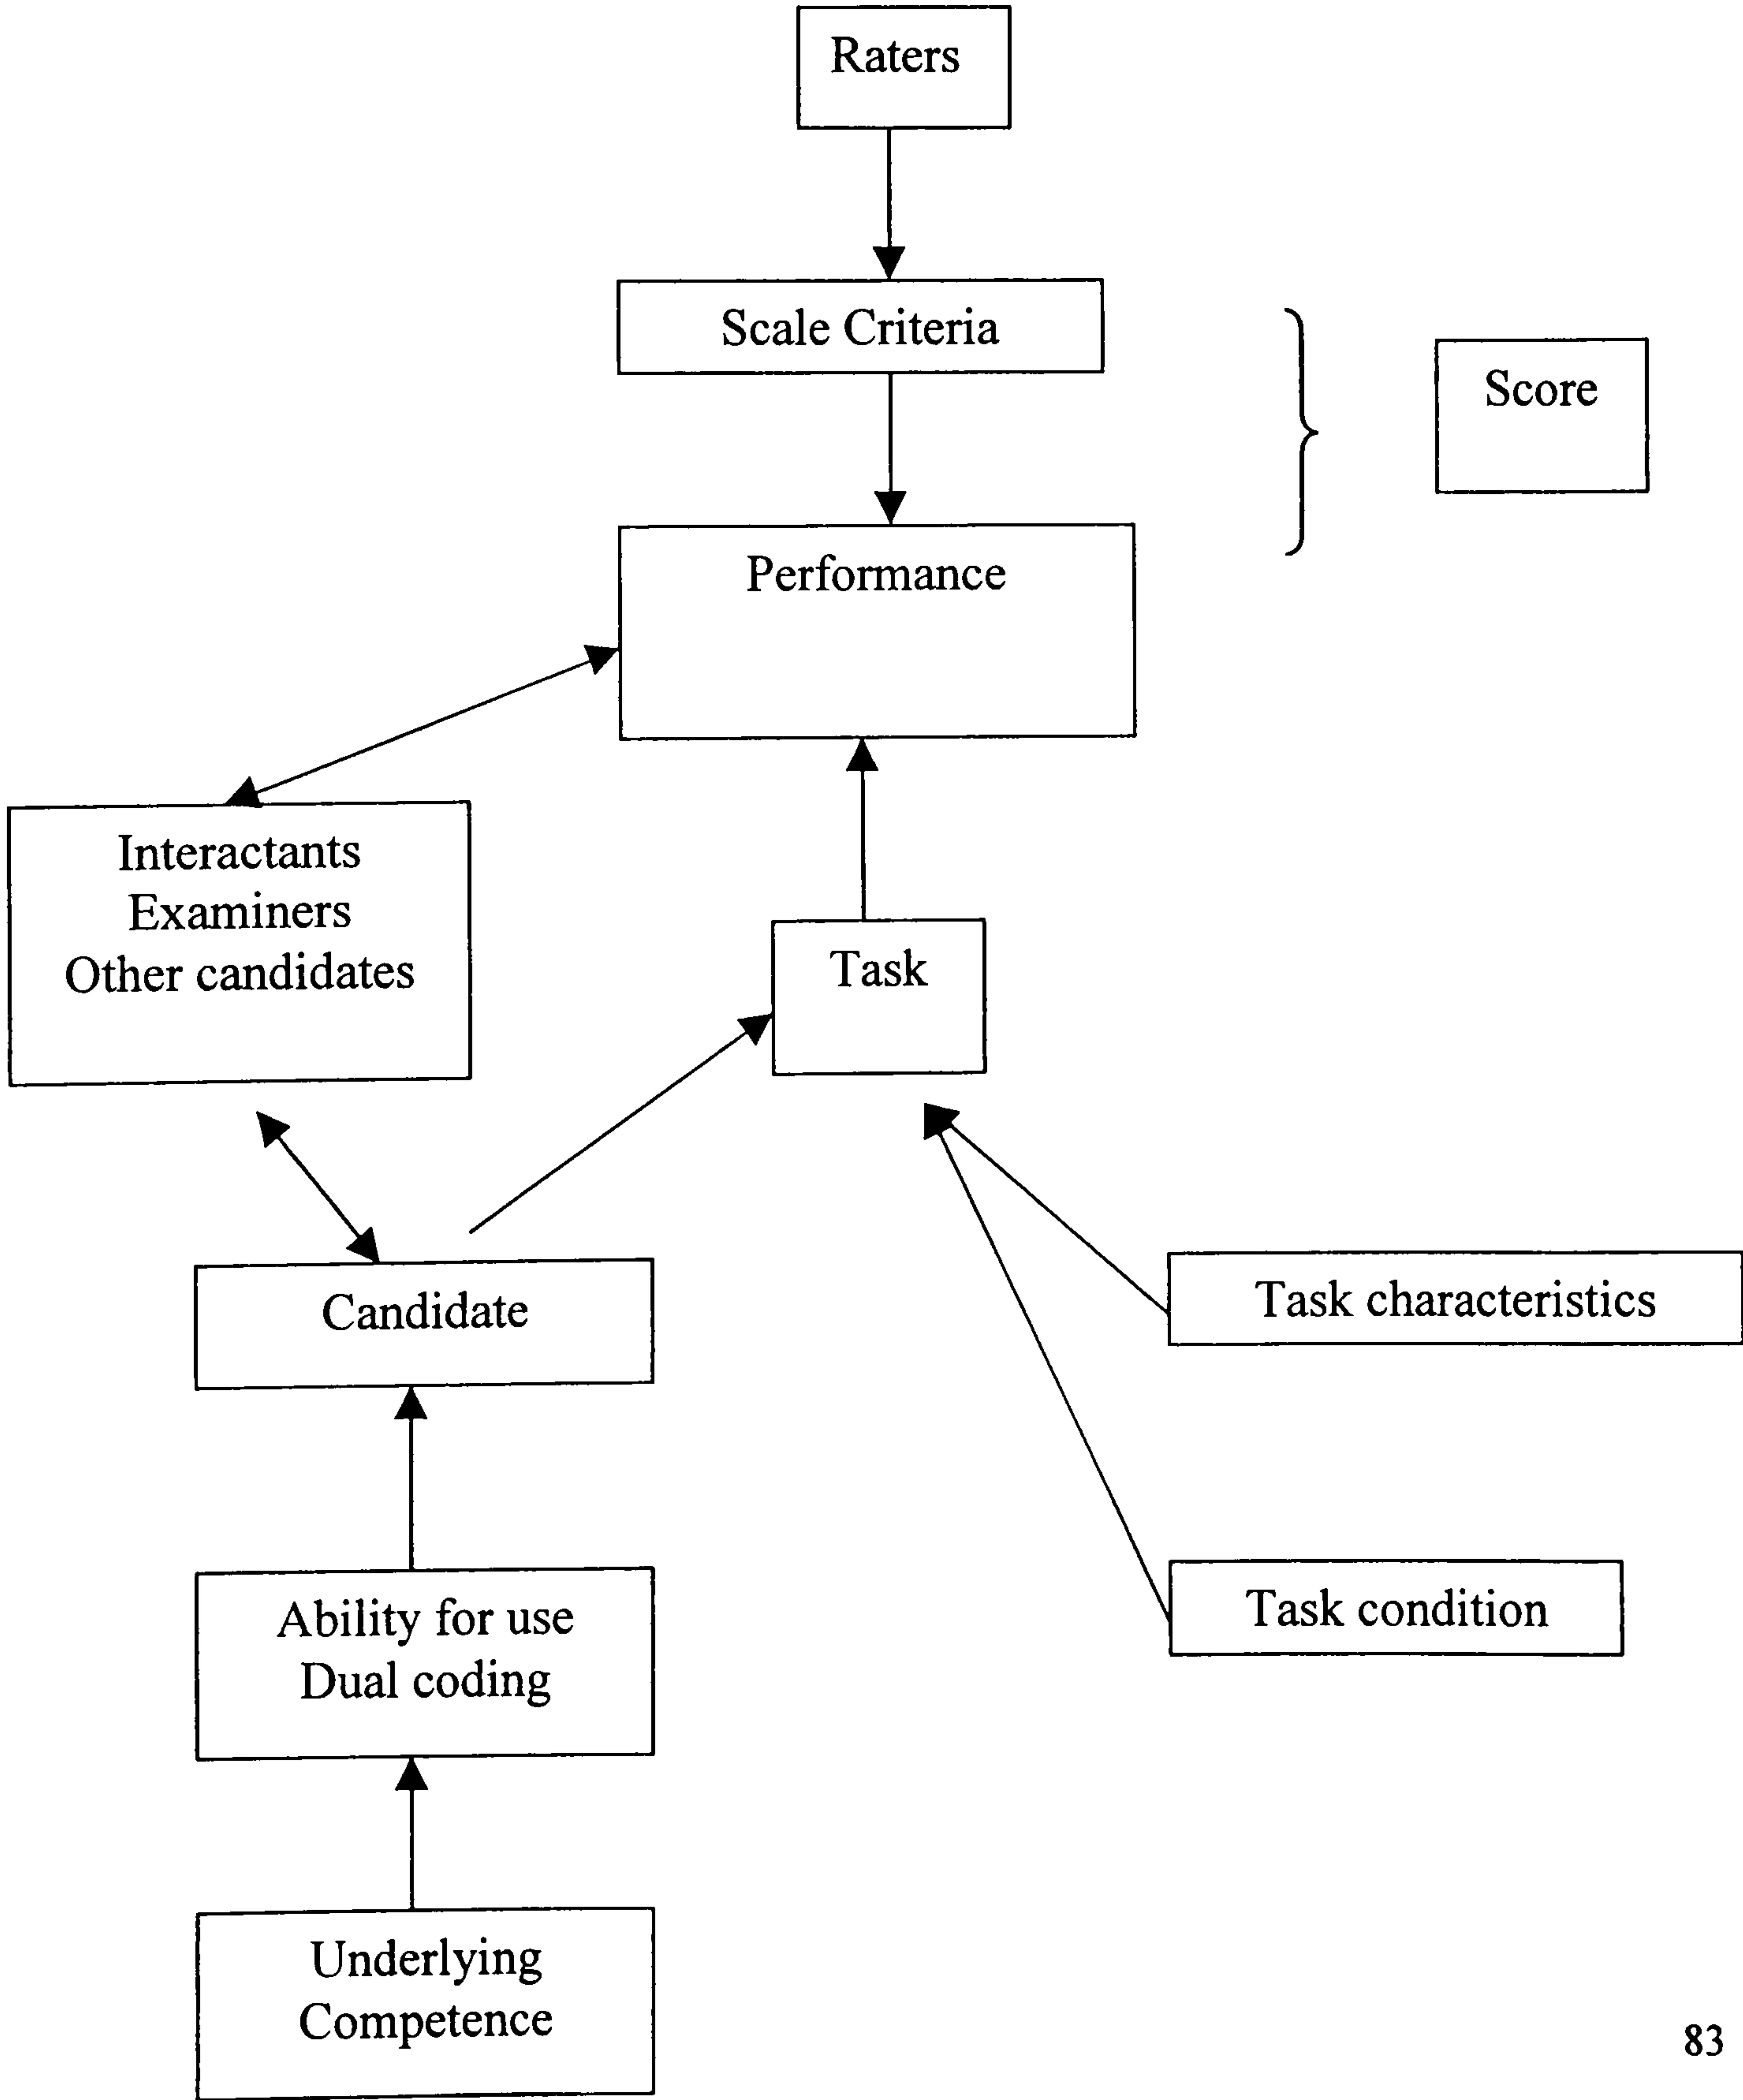 Raters
Scale Criteria
Score
Performance
Interactants
Examiners
Other candidates
Task
Candidate
Task characteristics
Ability for use
Dual coding
Task condition
Underlying
Competence
83